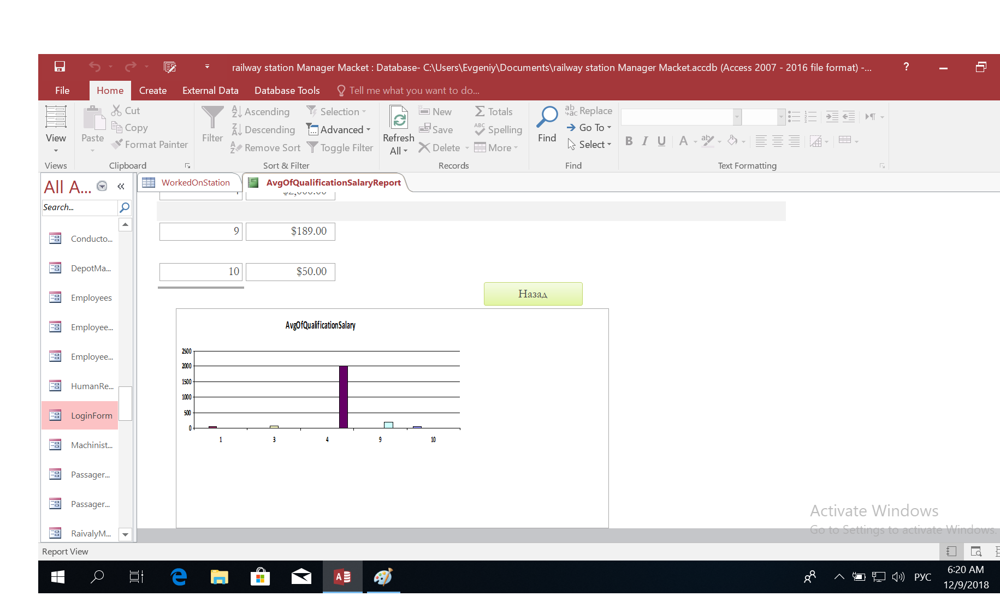 railway station Manager Macket : Database- C:\Users\Evgeniy\Documents\railway station Manager Macket.accdb (Access 2007 - 2016 file format) -... ?
File Home Create External Data Database Tools Tell me what you want to do...
View
Views
Paste
Cut
Copy
Format Painter
Clipboard
Filter
Ascending
Descending
Remove Sort
Selection
Advanced
Toggle Filter
Sort & Filter
Refresh
All
New
Save
Delete
Totals
Spelling
More
Records
Find
Replace
Go To
Select
Find
B I U A
Text Formatting
All A...
Search...
Conducto...
DepotMa...
Employees
Employee...
Employee...
HumanRe...
LoginForm
Machinist...
Passager...
Passager...
RaivalyM...
WorkedOnStation
AvgOfQualificationSalaryReport
4 $2,000.00
9 $189.00
10 $50.00
Назад
AvgOfQualificationSalary
2500
2000
1500
1000
500
0
1 3 4 9 10
Activate Windows
Go to Settings to activate Windows.
Report View
РУС
6:20 AM
12/9/2018